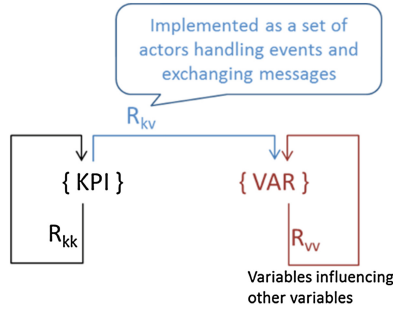 Implemented as a set of
actors handling events and
exchanging messages
Rkv
{ KPI }
{ VAR }
Rkk
Rvv
Variables influencing
other variables